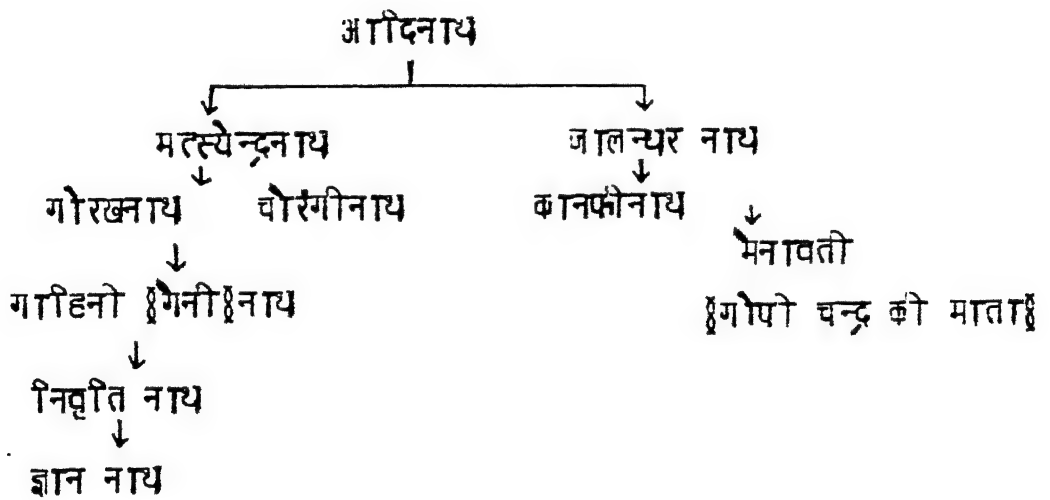 आदिनाथ
मत्स्येन्द्रनाथ जालन्धर नाथ
गोरखनाथ चोरंगीनाथ कानफीनाथ
मेनावती
गाहिनी (गेनी) नाथ (गोपी चन्द्र की माता)
निवृति नाथ
ज्ञान नाथ